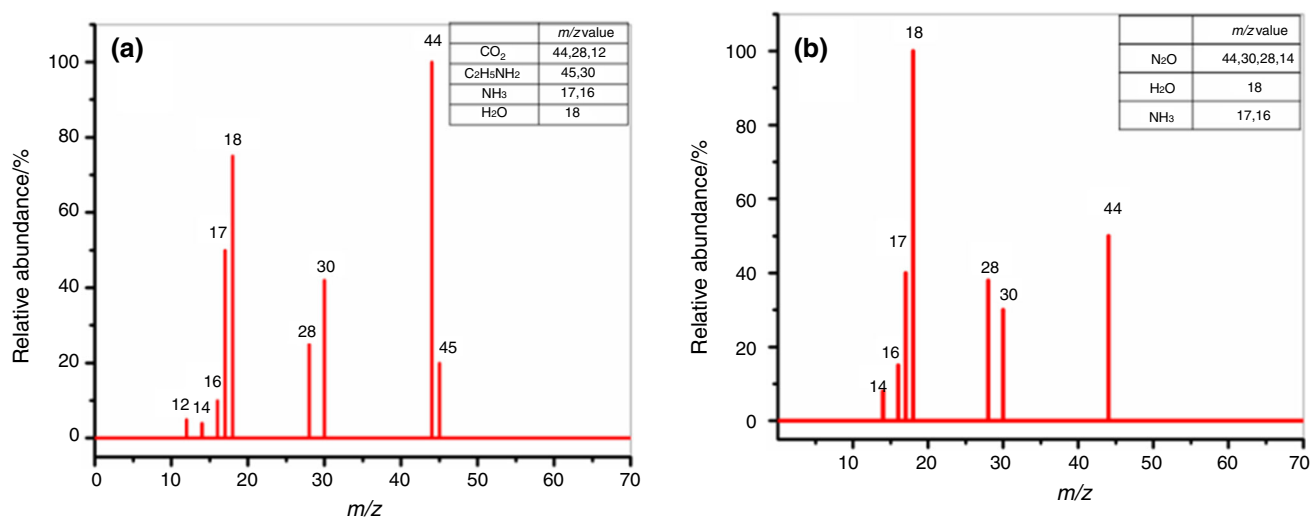 (a)
m/z value
CO2 44,28,12
C2H5NH2 45,30
NH3 17,16
H2O 18
100
80
60
40
20
0
Relative abundance/%
12
14
16
17
18
28
30
44
45
0 10 20 30 40 50 60 70
m/z
(b)
m/z value
N2O 44,30,28,14
H2O 18
NH3 17,16
100
80
60
40
20
0
Relative abundance/%
14
16
17
18
28
30
44
10 20 30 40 50 60 70
m/z